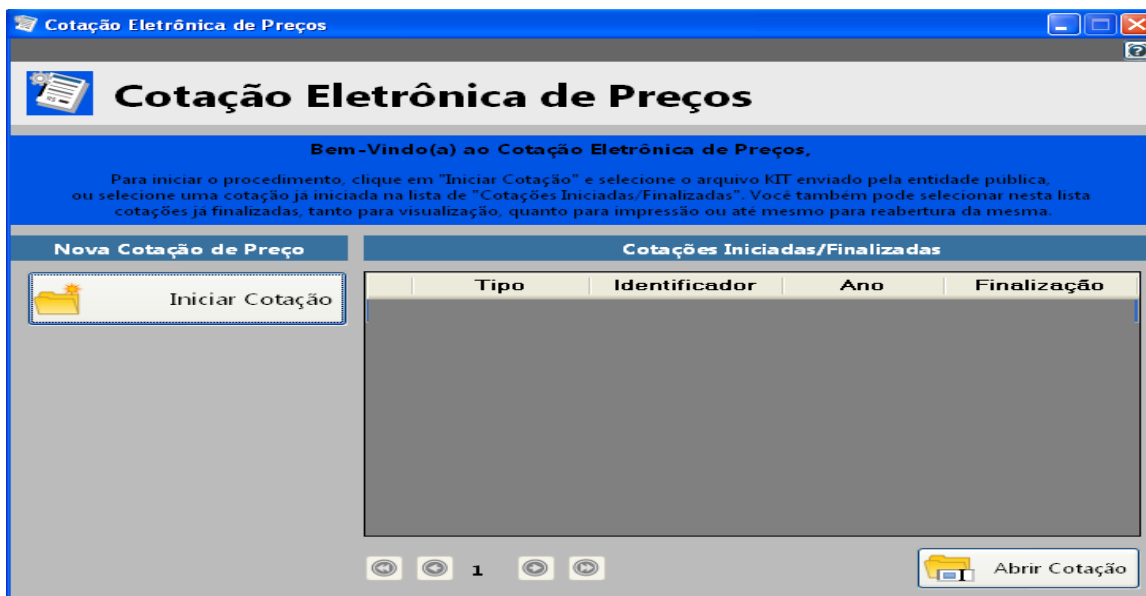 Cotação Eletrônica de Preços
Cotação Eletrônica de Preços
Bem-Vindo(a) ao Cotação Eletrônica de Preços,
Para iniciar o procedimento, clique em "Iniciar Cotação" e selecione o arquivo KIT enviado pela entidade publica,
ou selecione uma cotação já iniciada na lista de "Cotações Iniciadas/Finalizadas". Você também pode selecionar nesta lista
cotações já finalizadas, tanto para visualização, quanto para impressão ou até mesmo para reabertura da mesma.
Nova Cotação de Preço
Cotações Iniciadas/Finalizadas
Iniciar Cotação
Tipo Identificador Ano Finalização
1
Abrir Cotação